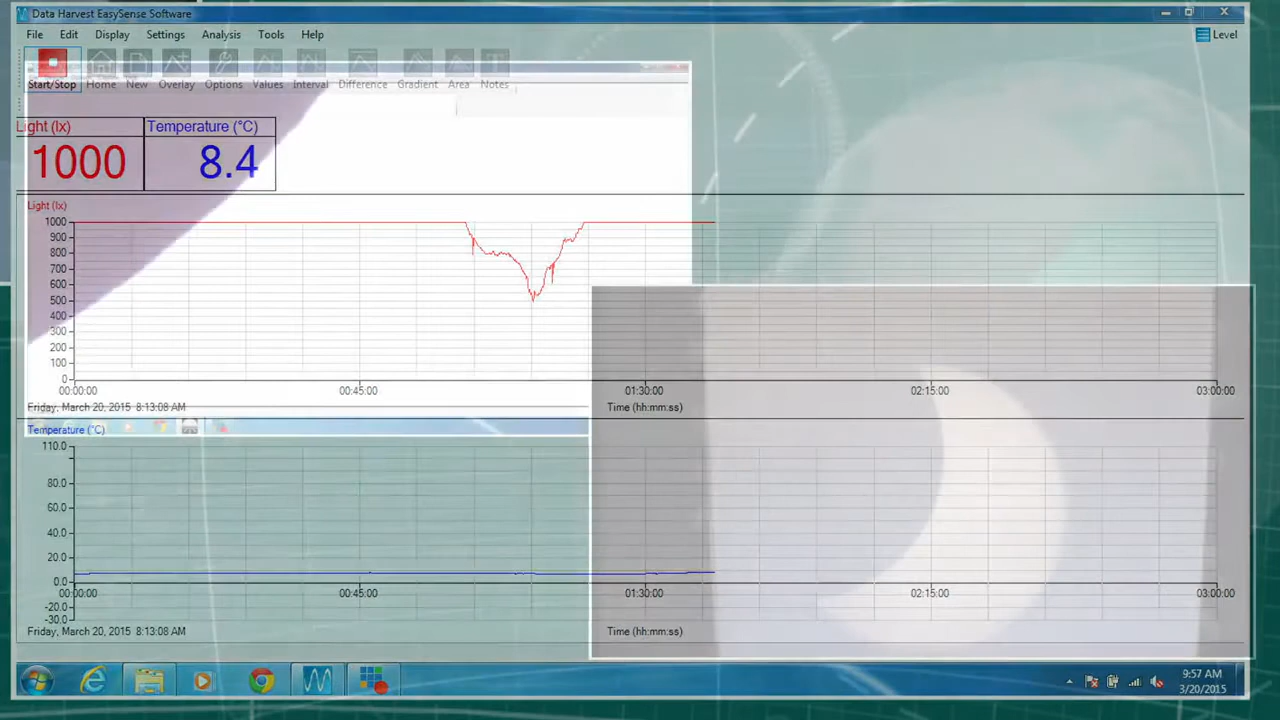 Data Harvest EasySense Software
File Edit Display Settings Analysis Tools Help
Level
Start/Stop Home New Overlay Options Values Interval Difference Gradient Area Notes
Light (lx) Temperature (°C)
1000 8.4
Light (lx)
1000
900
800
700
600
500
400
300
200
100
0
00:00:00 00:45:00 01:30:00 02:15:00 03:00:00
Friday, March 20, 2015 8:13:08 AM Time (hh:mm:ss)
Temperature (°C)
110.0
80.0
60.0
40.0
20.0
0.0
00:00:00 00:45:00 01:30:00 02:15:00 03:00:00
-20.0
-30.0
Friday, March 20, 2015 8:13:08 AM Time (hh:mm:ss)
9:57 AM
3/20/2015